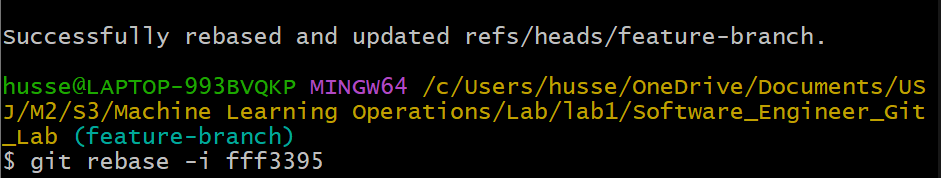 Successfully rebased and updated refs/heads/feature-branch.
husse@LAPTOP-993BVQKP MINGW64 /c/Users/husse/OneDrive/Documents/US
J/M2/S3/Machine Learning Operations/Lab/lab1/Software_Engineer_Git
_Lab (feature-branch)
$ git rebase -i fff3395